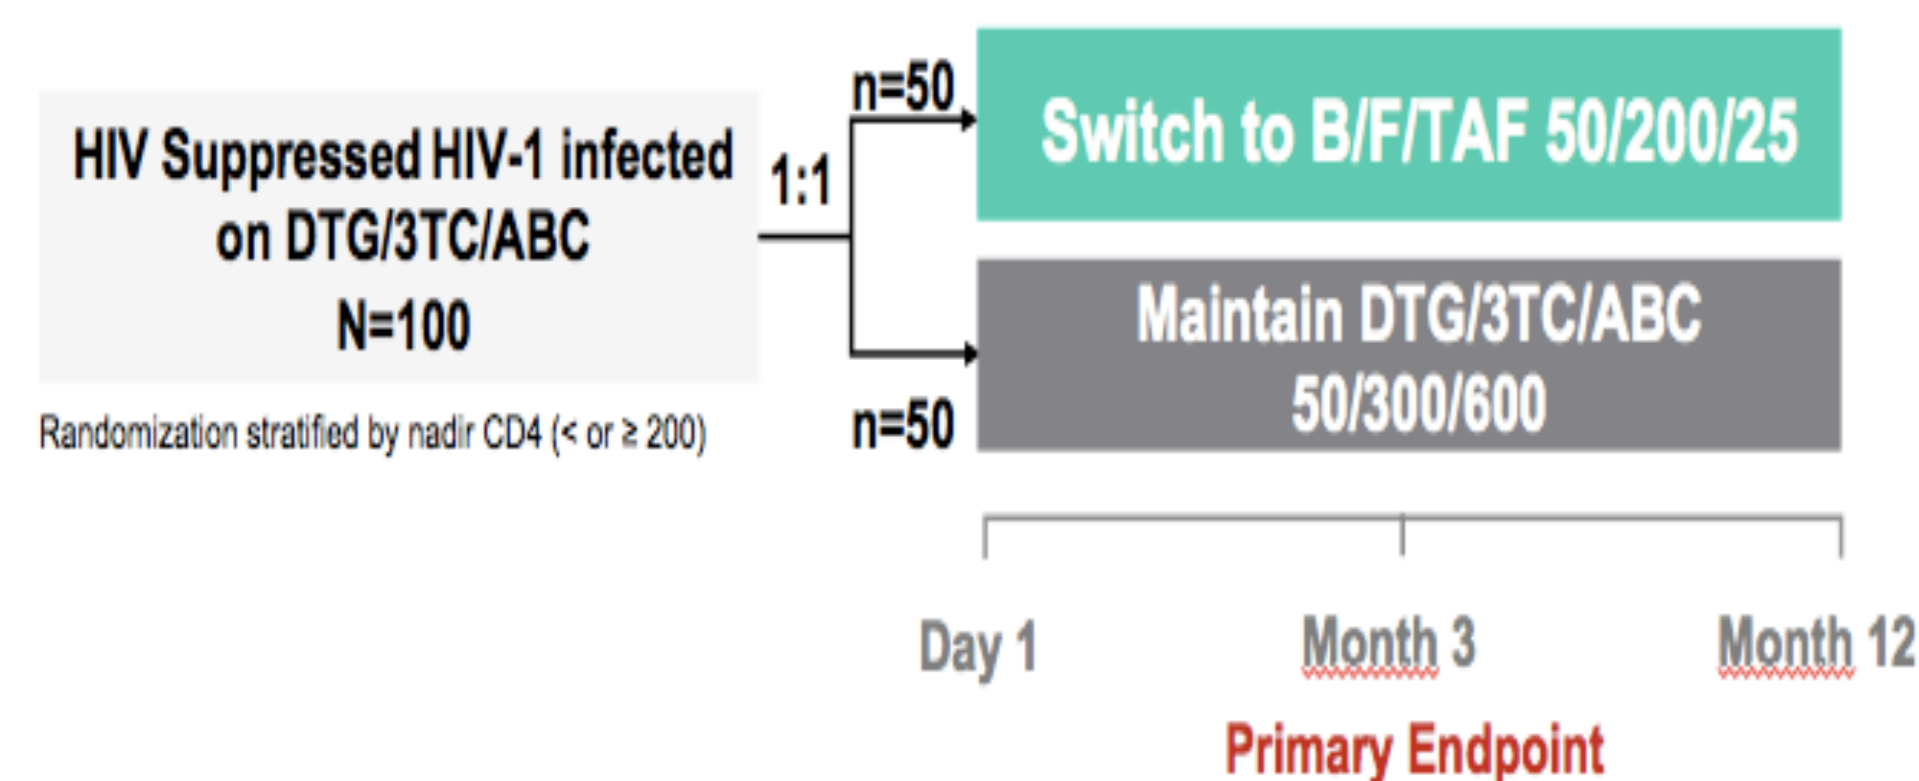 HIV Suppressed HIV-1 infected
on DTG/3TC/ABC
N=100
Randomization stratified by nadir CD4 (< or ≥ 200)
1:1
n=50
n=50
Switch to B/F/TAF 50/200/25
Maintain DTG/3TC/ABC
50/300/600
Day 1
Month 3
Month 12
Primary Endpoint